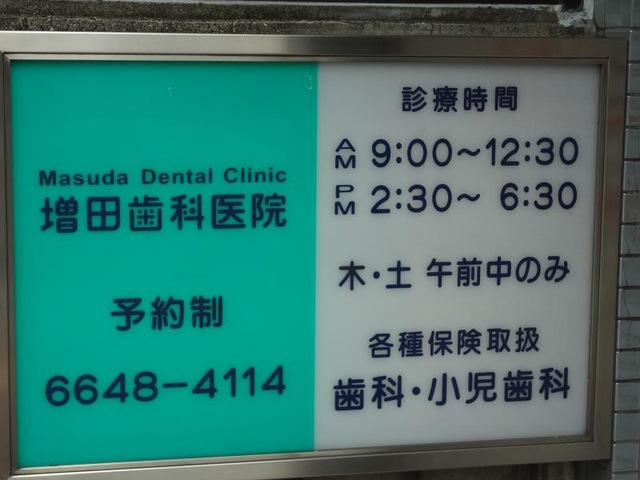 Masuda Dental Clinic
増田歯科医院
予約制
6648-4114
診療時間
AM 9:00～12:30
PM 2:30～ 6:30
木・土 午前中のみ
各種保険取扱
歯科・小児歯科